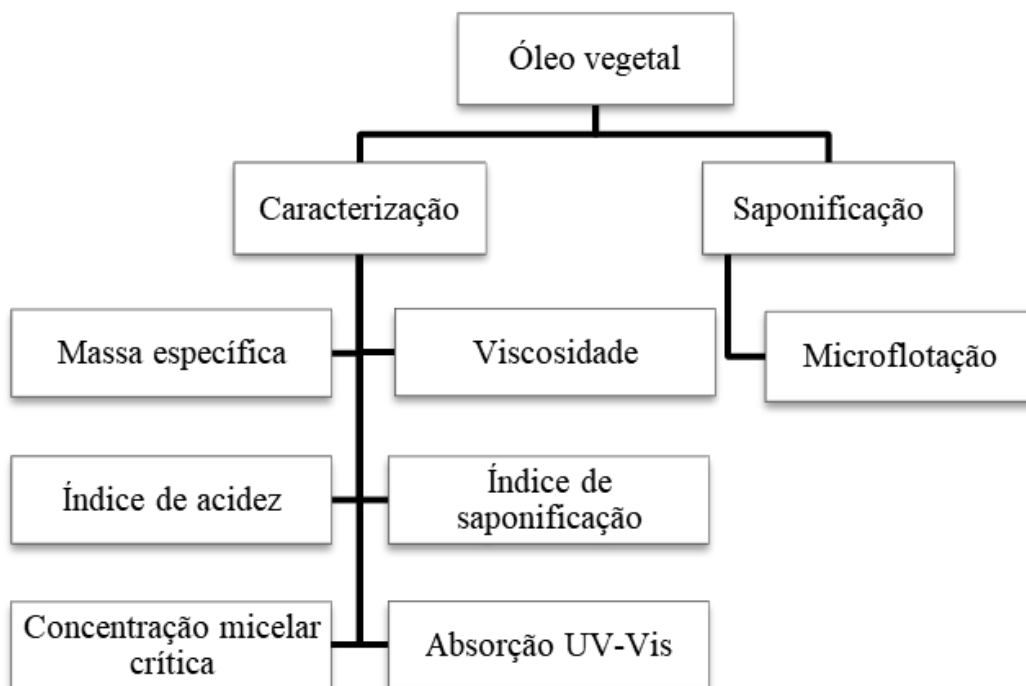 Óleo vegetal
Caracterização
Saponificação
Massa específica
Viscosidade
Microflotação
Índice de acidez
Índice de
saponificação
Concentração micelar
crítica
Absorção UV-Vis